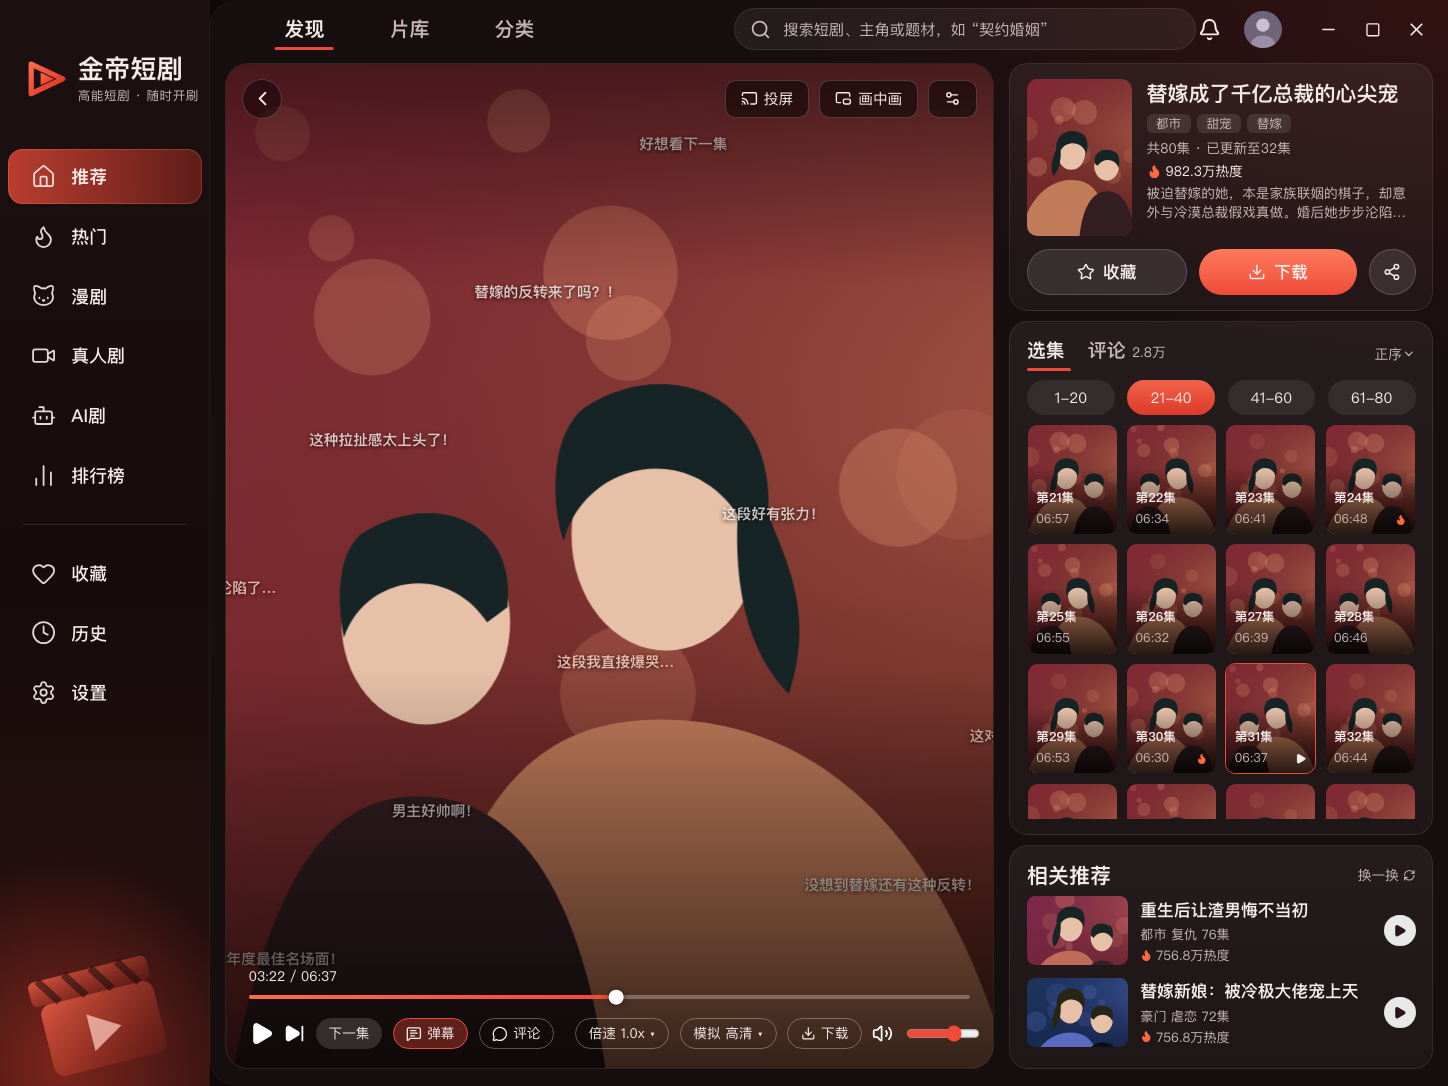 金帝短剧
高能短剧 · 随时开刷
推荐
热门
漫剧
真人剧
AI剧
排行榜
收藏
历史
设置
发现
片库
分类
搜索短剧、主角或题材，如 “契约婚姻”
投屏
画中画
好想看下一集
替嫁的反转来了吗？！
这种拉扯感太上头了！
这段好有张力！
沦陷了…
这段我直接爆哭…
这对
男主好帅啊！
没想到替嫁还有这种反转！
年度最佳名场面！
03:22 / 06:37
下一集
弹幕
评论
倍速 1.0x
模拟 高清
下载
替嫁成了千亿总裁的心尖宠
都市 甜宠 替嫁
共80集 · 已更新至32集
982.3万热度
被迫替嫁的她，本是家族联姻的棋子，却意
外与冷漠总裁假戏真做。婚后她步步沦陷…
收藏
下载
选集
评论 2.8万
正序
1–20
21–40
41–60
61–80
第21集
06:57
第22集
06:34
第23集
06:41
第24集
06:48
第25集
06:55
第26集
06:32
第27集
06:39
第28集
06:46
第29集
06:53
第30集
06:30
第31集
06:37
第32集
06:44
相关推荐
换一换
重生后让渣男悔不当初
都市 复仇 76集
756.8万热度
替嫁新娘：被冷极大佬宠上天
豪门 虐恋 72集
756.8万热度